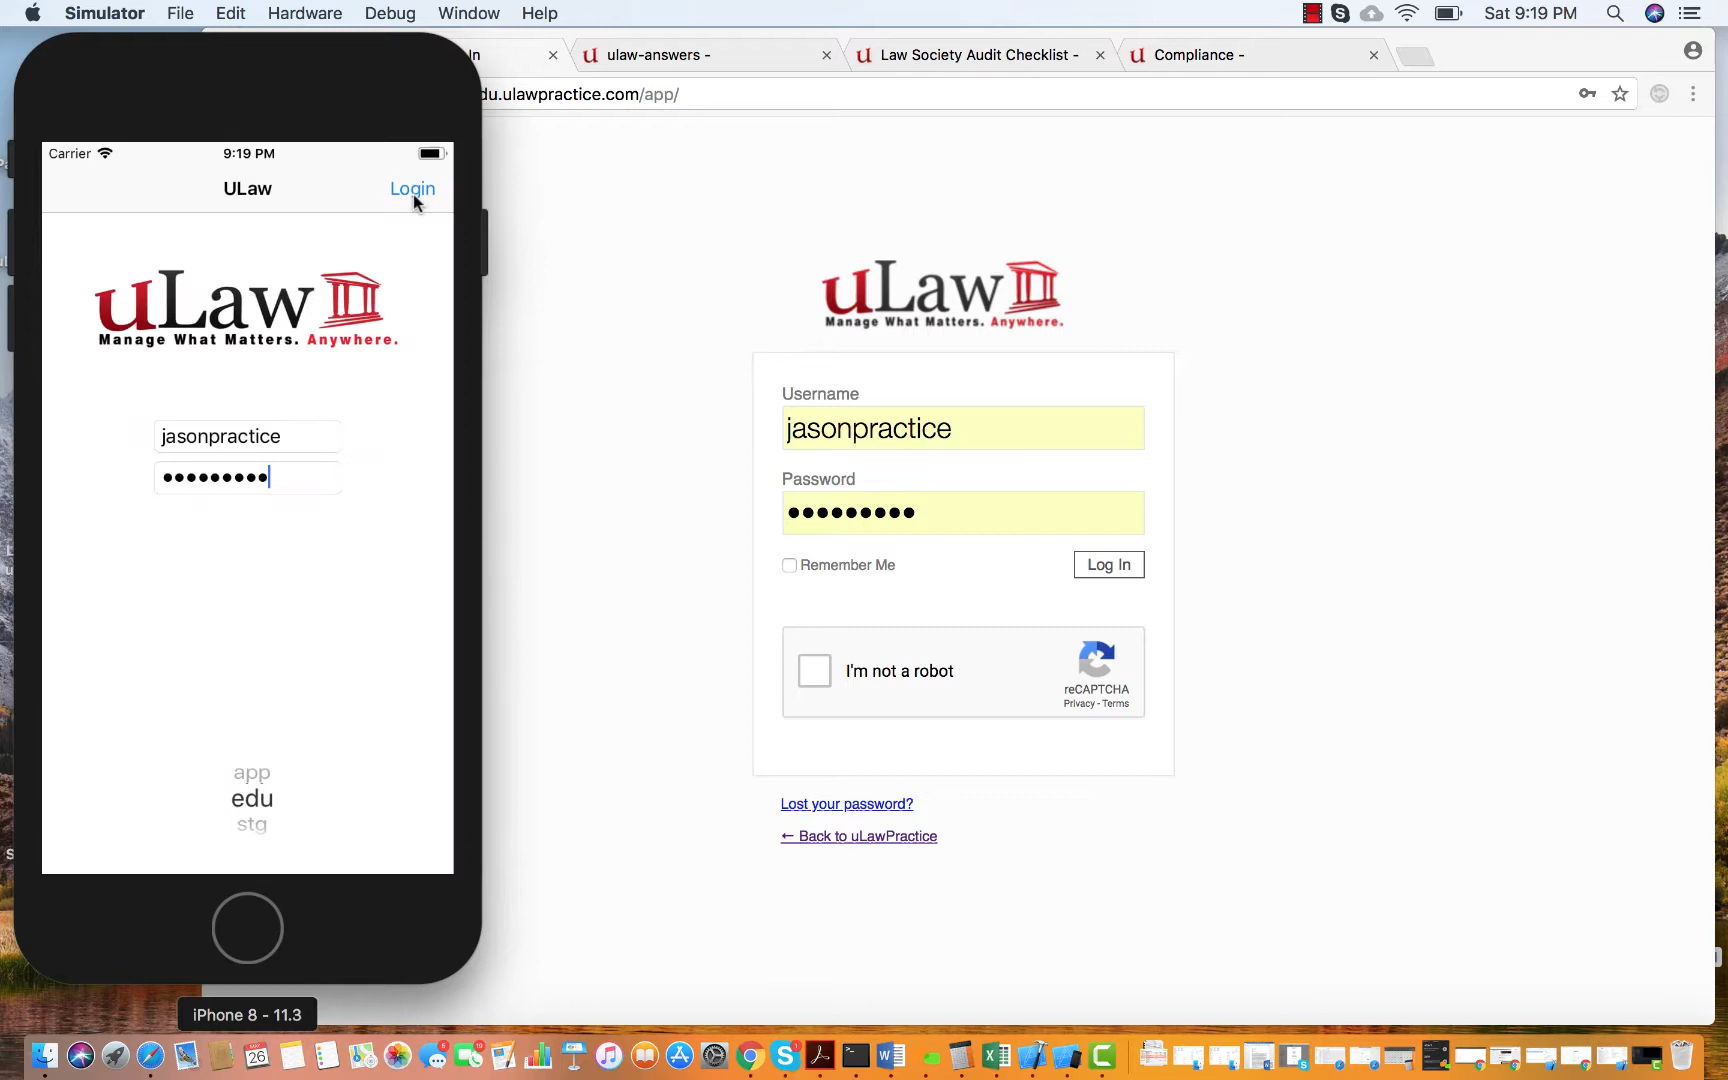 Simulator File Edit Hardware Debug Window Help Sat 9:19 PM
In ulaw-answers - Law Society Audit Checklist - Compliance -
du.ulawpractice.com/app/
Carrier 9:19 PM
ULaw Login
uLaw
Manage What Matters. Anywhere.
jasonpractice
app
edu
stg
iPhone 8 - 11.3
uLaw
Manage What Matters. Anywhere.
Username
jasonpractice
Password
Remember Me Log In
I'm not a robot
reCAPTCHA
Privacy - Terms
Lost your password?
← Back to uLawPractice
26